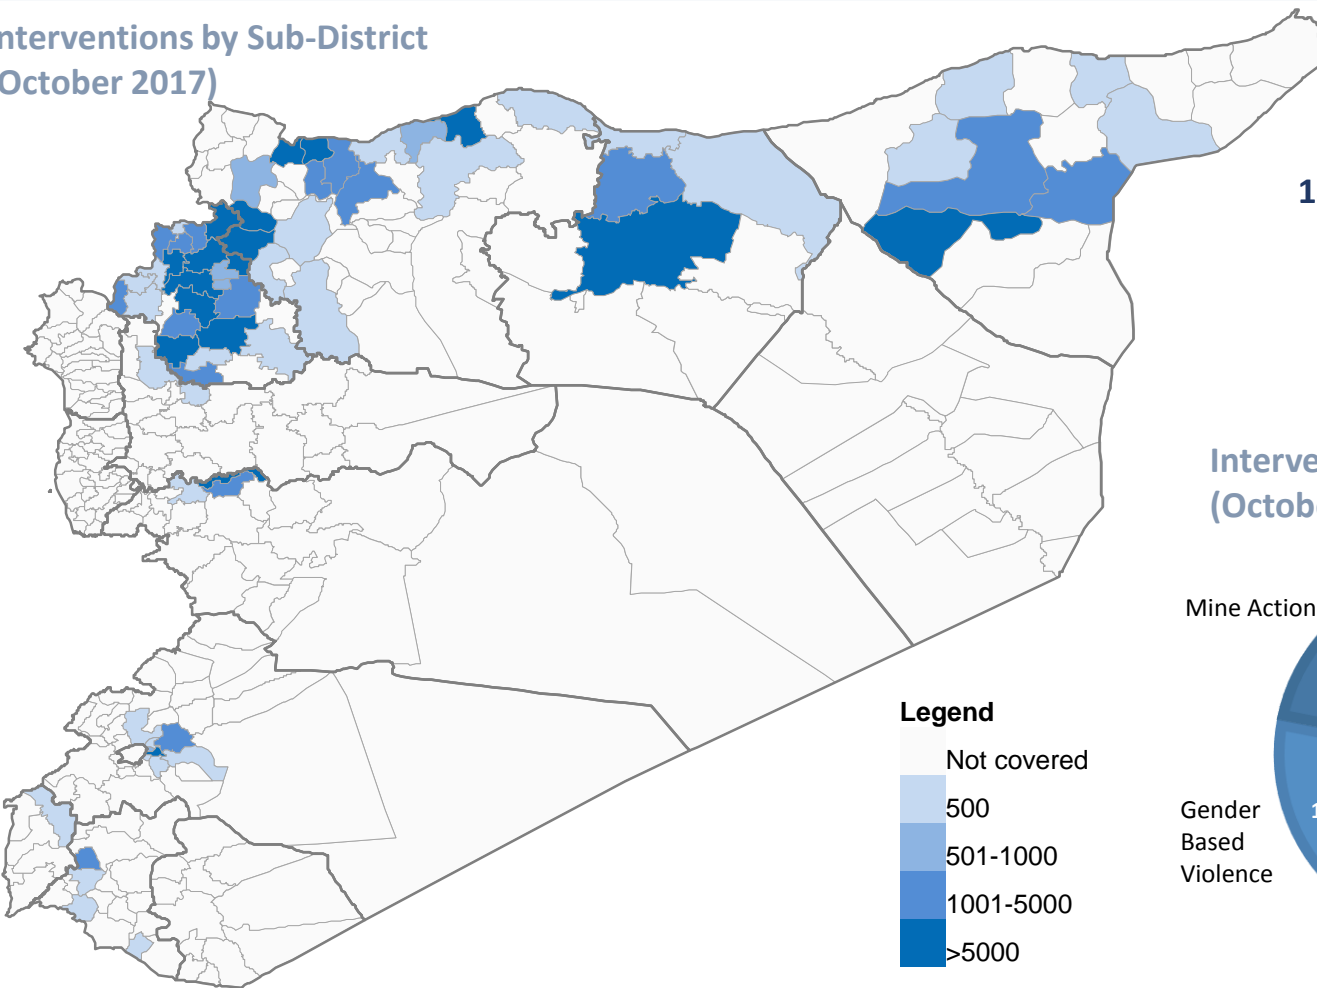 nterventions by Sub-District
October 2017)
1
Interve
(Octob
Mine Action
Gender
Based
Violence
1
Legend
Not covered
500
501-1000
1001-5000
>5000